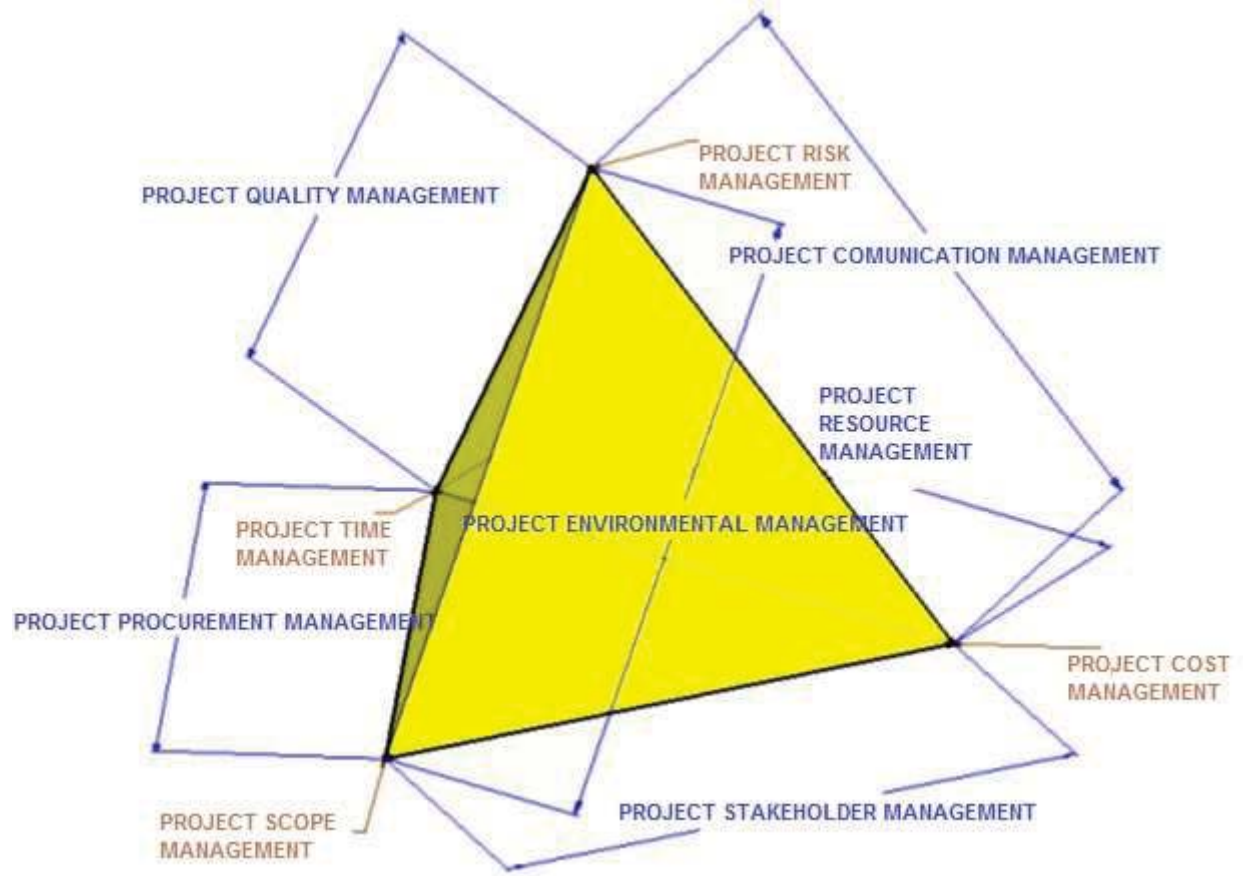 PROJECT RISK
MANAGEMENT
PROJECT QUALITY MANAGEMENT
PROJECT COMUNICATION MANAGEMENT
PROJECT
RESOURCE
MANAGEMENT
PROJECT TIME
MANAGEMENT
PROJECT ENVIRONMENTAL MANAGEMENT
PROJECT PROCUREMENT MANAGEMENT
PROJECT COST
MANAGEMENT
PROJECT SCOPE
MANAGEMENT
PROJECT STAKEHOLDER MANAGEMENT